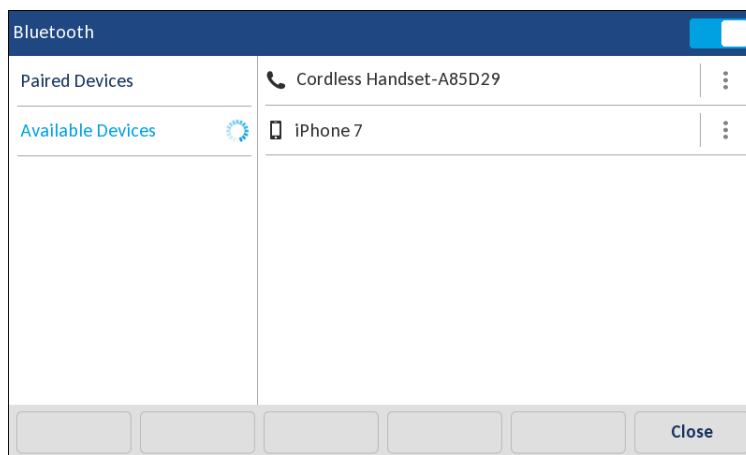 Bluetooth
Paired Devices
Cordless Handset-A85D29
Available Devices
iPhone 7
Close